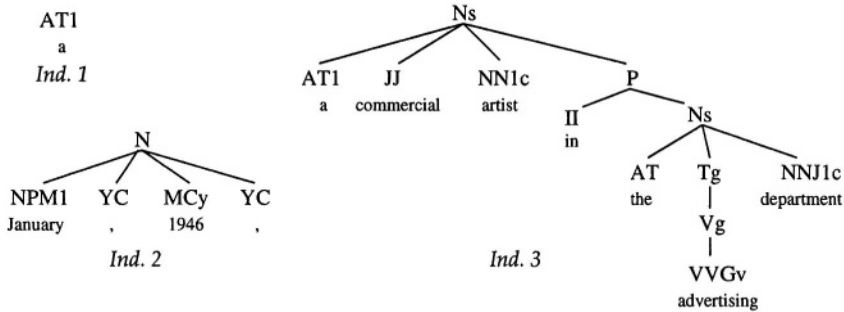 AT1
a
Ind. 1
Ns
AT1 JJ NN1c P
a commercial artist
II Ns
in
AT Tg NNJ1c
the department
Vg
VVGv
advertising
Ind. 3
N
NPM1 YC MCy YC
January , 1946 ,
Ind. 2